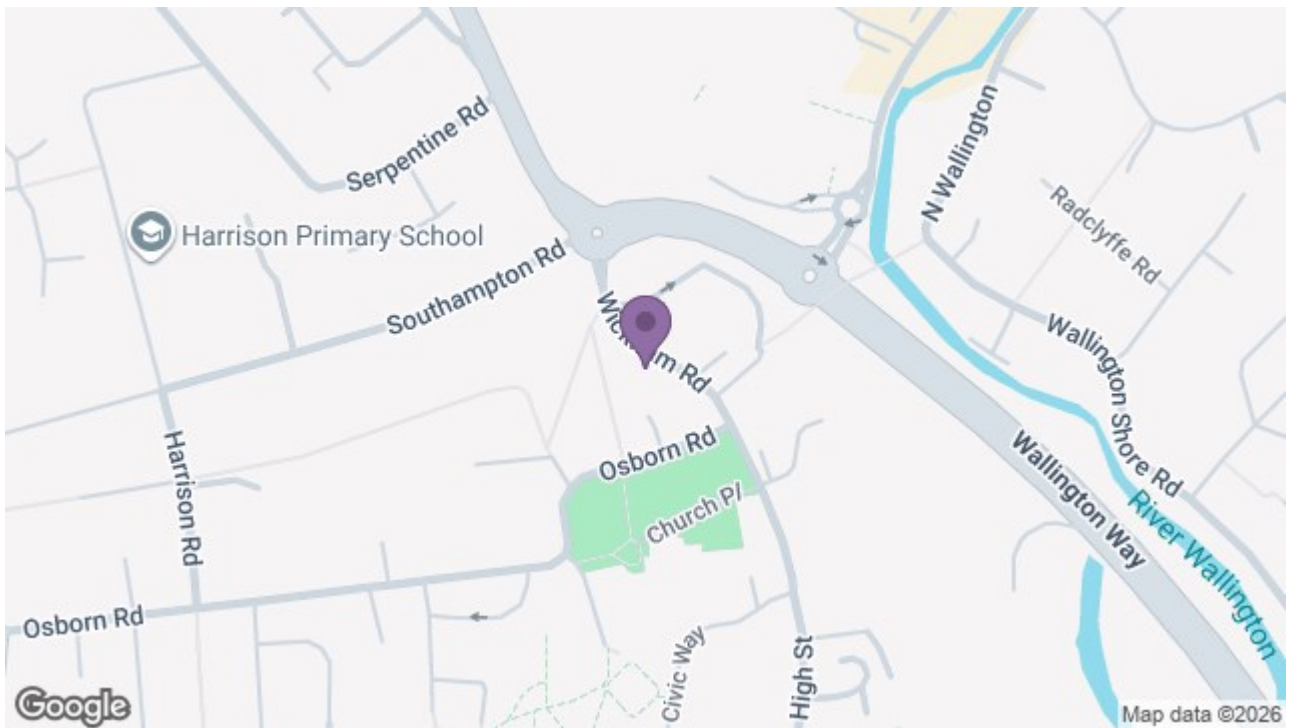 Serpentine Rd
N Wallington
Radclyffe Rd
Harrison Primary School
Southampton Rd
Wallington Shore Rd
Osborn Rd
Harrison Rd
Church Pl
Wallington Way
River Wallington
Osborn Rd
Civic Way
High St
Rd
Google
Map data ©2026